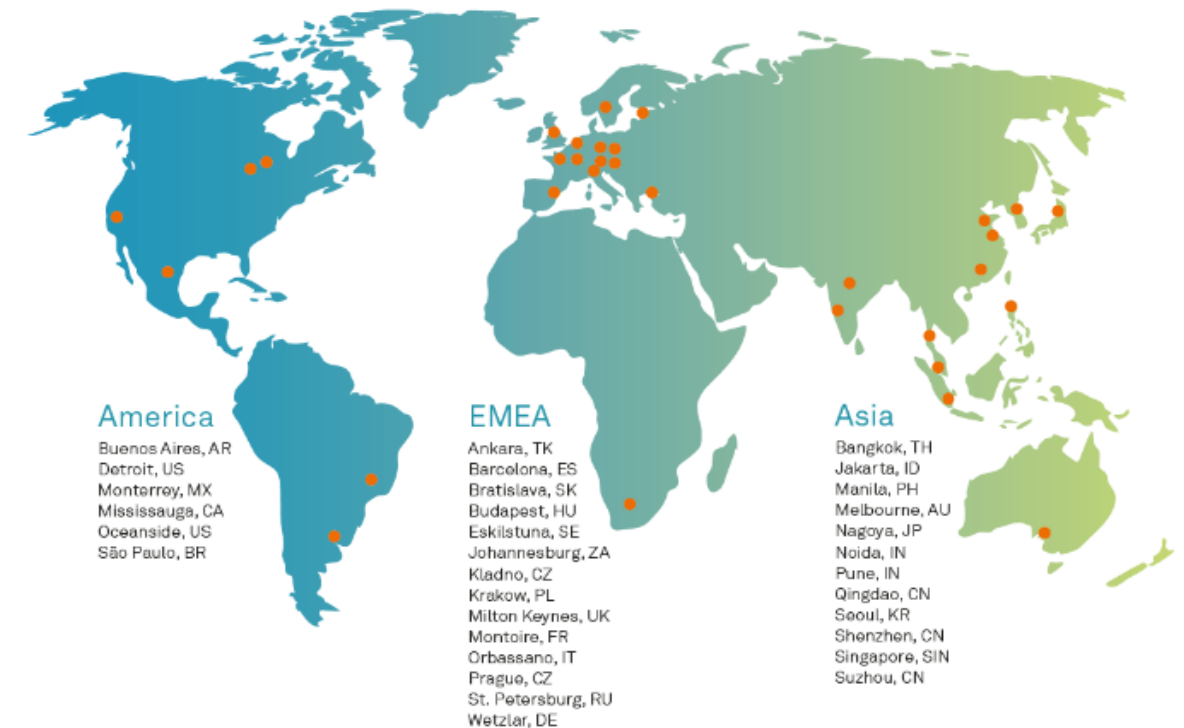 America
Buenos Aires, AR
Detroit, US
Monterrey, MX
Mississauga, CA
Oceanside, US
São Paulo, BR
EMEA
Ankara, TK
Barcelona, ES
Bratislava, SK
Budapest, HU
Eskilstuna, SE
Johannesburg, ZA
Kladno, CZ
Krakow, PL
Milton Keynes, UK
Montoire, FR
Orbassano, IT
Prague, CZ
St. Petersburg, RU
Wetzlar, DE
Asia
Bangkok, TH
Jakarta, ID
Manila, PH
Melbourne, AU
Nagoya, JP
Noida, IN
Pune, IN
Qingdao, CN
Seoul, KR
Shenzhen, CN
Singapore, SIN
Suzhou, CN